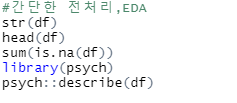 #간단한 전처리,EDA
str(df)
head(df)
sum(is.na(df))
library(psych)
psych::describe(df)